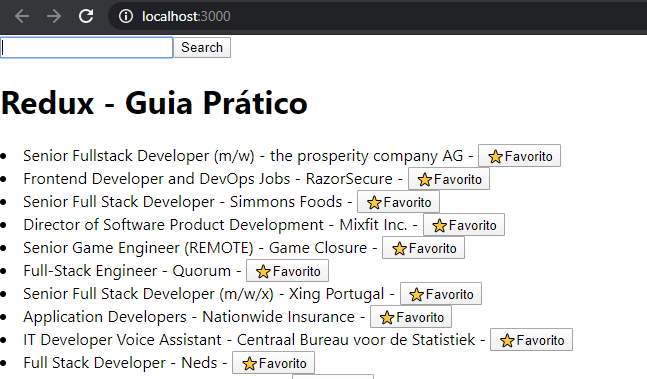 localhost:3000
Search
Redux - Guia Prático
Senior Fullstack Developer (m/w) - the prosperity company AG - ⭐Favorito
Frontend Developer and DevOps Jobs - RazorSecure - ⭐Favorito
Senior Full Stack Developer - Simmons Foods - ⭐Favorito
Director of Software Product Development - Mixfit Inc. - ⭐Favorito
Senior Game Engineer (REMOTE) - Game Closure - ⭐Favorito
Full-Stack Engineer - Quorum - ⭐Favorito
Senior Full Stack Developer (m/w/x) - Xing Portugal - ⭐Favorito
Application Developers - Nationwide Insurance - ⭐Favorito
IT Developer Voice Assistant - Centraal Bureau voor de Statistiek - ⭐Favorito
Full Stack Developer - Neds - ⭐Favorito